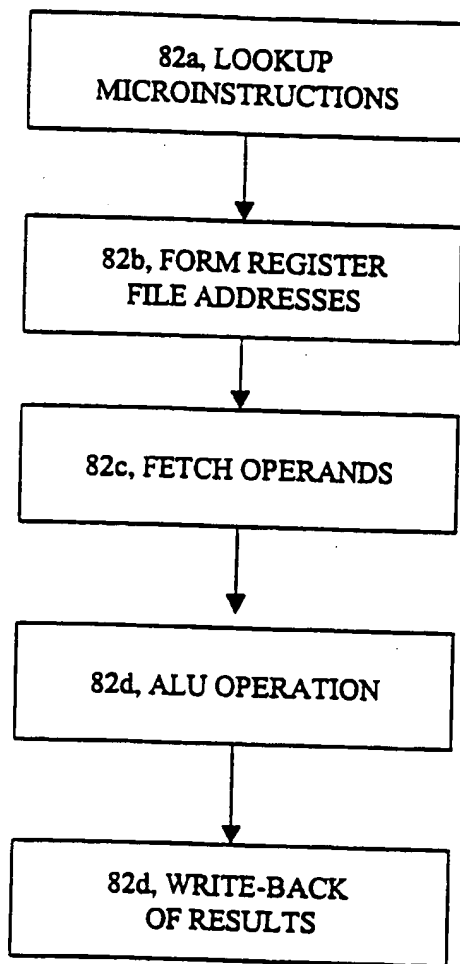 82a, LOOKUP
MICROINSTRUCTIONS
82b, FORM REGISTER
FILE ADDRESSES
82c, FETCH OPERANDS
82d, ALU OPERATION
82d, WRITE-BACK
OF RESULTS